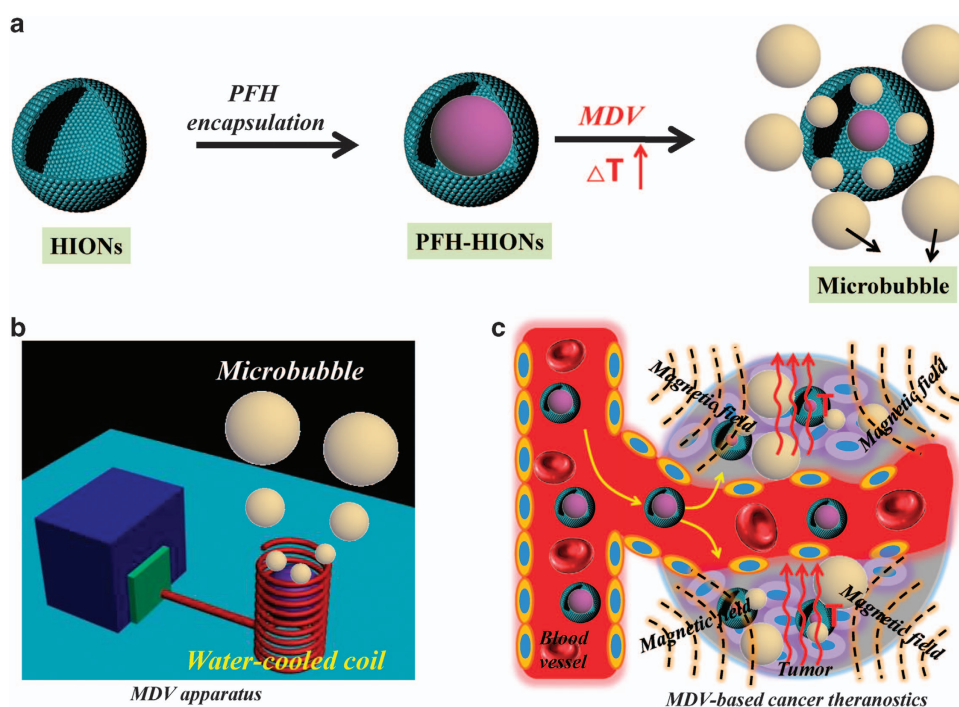 a
PFH
encapsulation
MDV
△T
HIONs
PFH-HIONs
Microbubble
b
Microbubble
Water-cooled coil
MDV apparatus
c
Magnetic field
T
Magnetic field
Blood
vessel
Magnetic field
T
Magnetic field
Tumor
MDV-based cancer theranostics